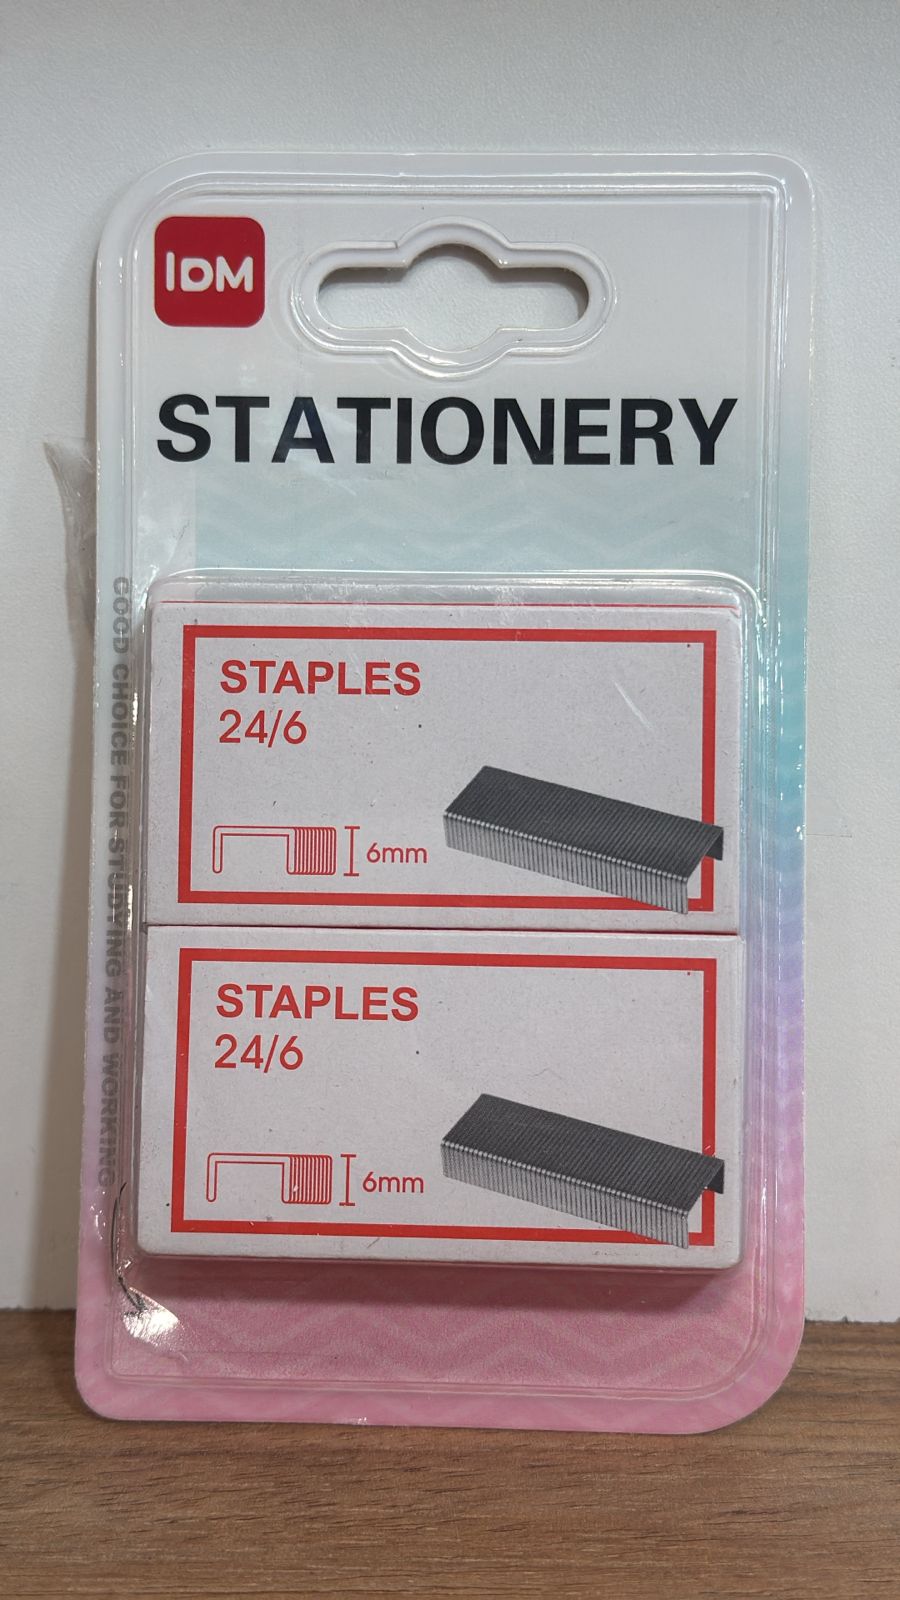 IDM
STATIONERY
GOOD CHOICE FOR STUDYING AND WORKING
STAPLES
24/6
6mm
STAPLES
24/6
6mm